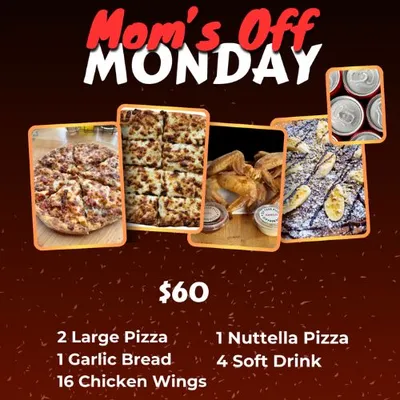 Mom's Off
MONDAY
$60
2 Large Pizza
1 Garlic Bread
16 Chicken Wings
1 Nuttella Pizza
4 Soft Drink